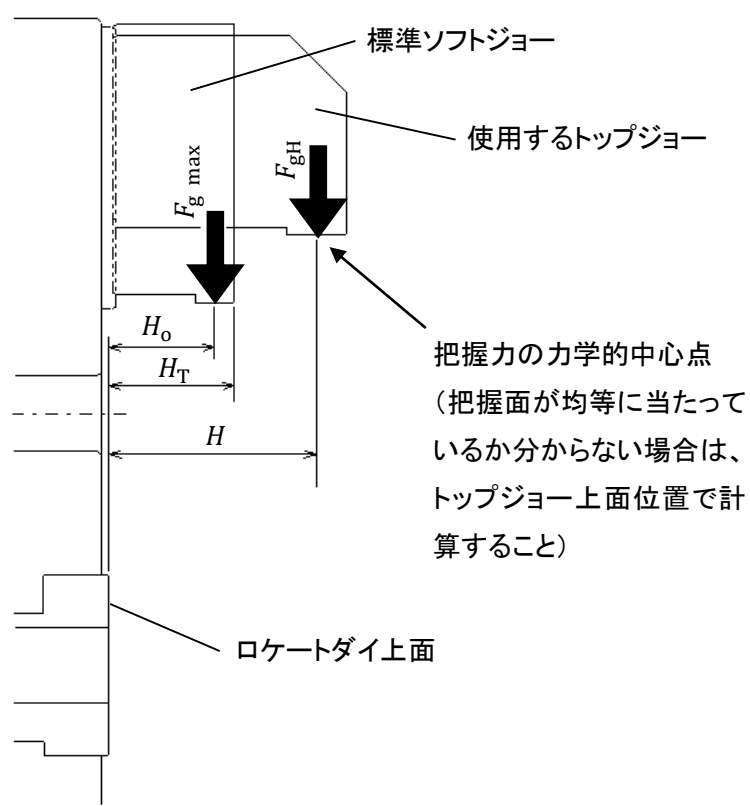 標準ソフトジョー
使用するトップジョー
F_g max
F_gH
H_o
H_T
H
把握力の力学的中心点
（把握面が均等に当たって
いるか分からない場合は、
トップジョー上面位置で計
算すること）
ロケートダイ上面